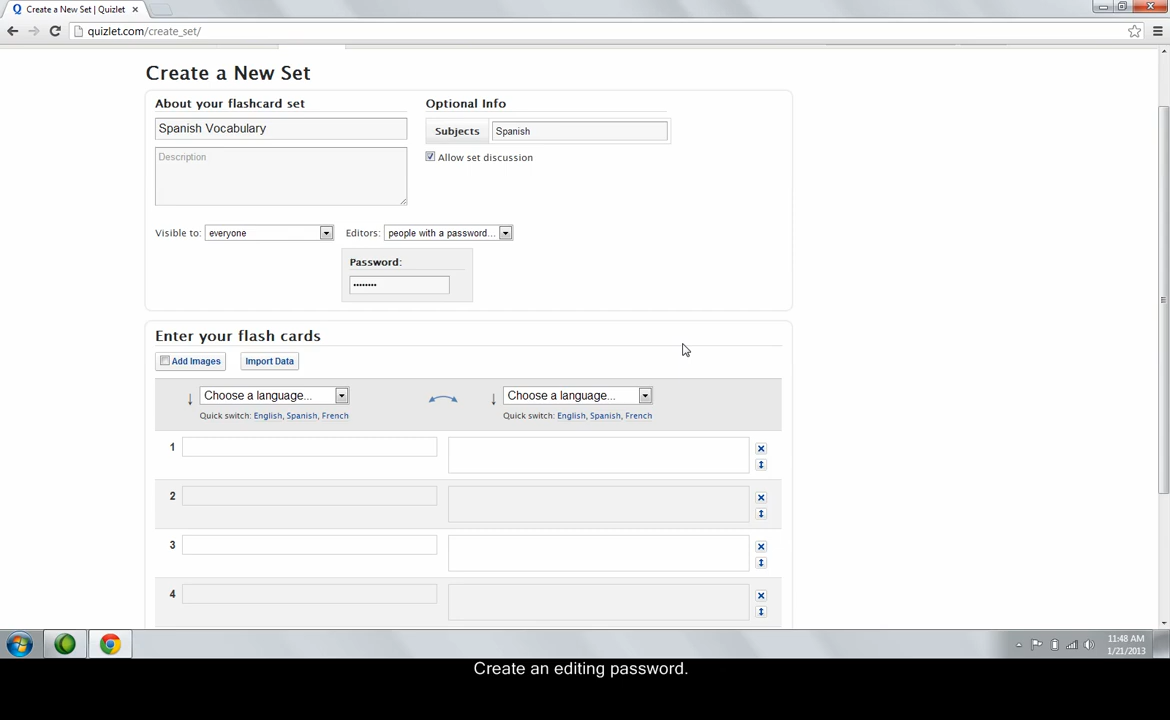 Create a New Set | Quizlet
quizlet.com/create_set/
Create a New Set
About your flashcard set
Optional Info
Spanish Vocabulary
Subjects
Spanish
Description
Allow set discussion
Visible to:
everyone
Editors:
people with a password...
Password:
••••••••
Enter your flash cards
Add Images
Import Data
Choose a language...
Choose a language...
Quick switch: English, Spanish, French
Quick switch: English, Spanish, French
1
2
3
4
11:48 AM
1/21/2013
Create an editing password.